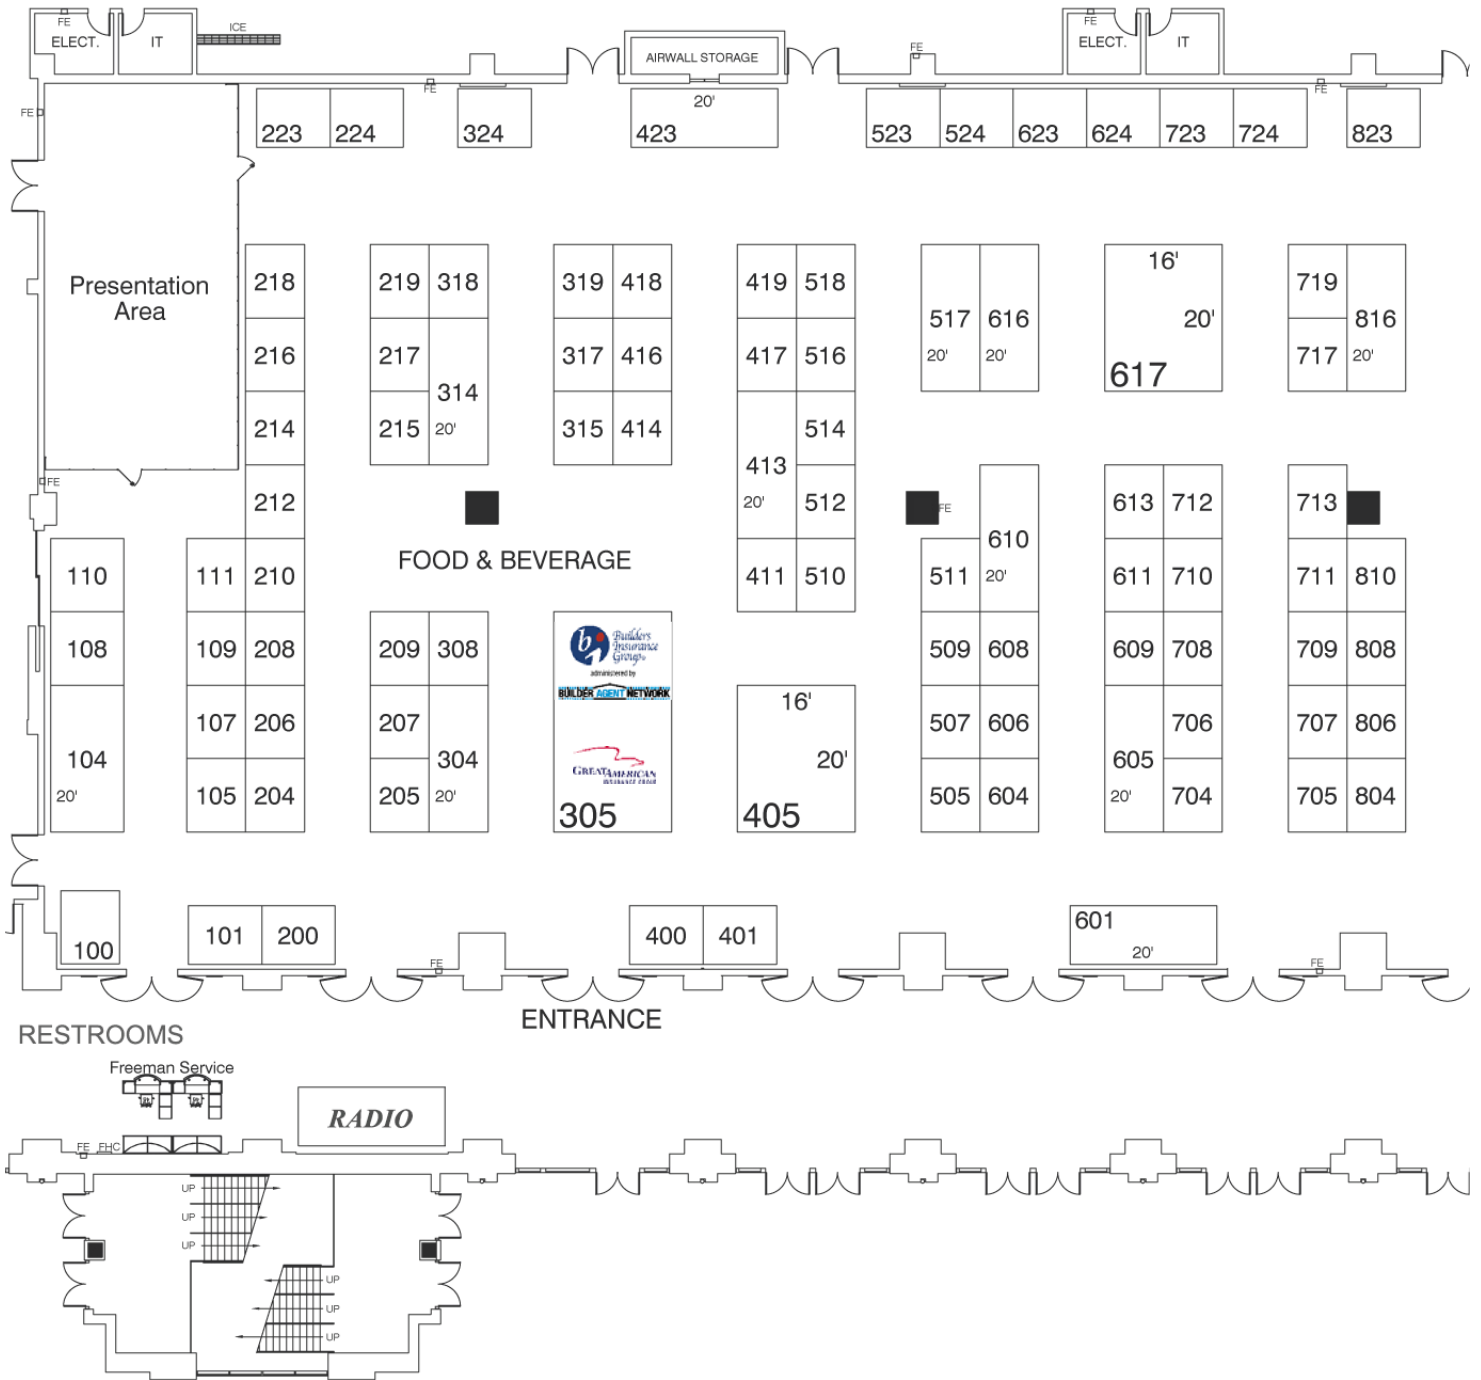 FE
ELECT.
IT
ICE
AIRWALL STORAGE
FE
FE
ELECT.
IT
FE
FE
FE
20'
223 224 324 423 523 524 623 624 723 724 823
Presentation
Area
218 219 318 319 418 419 518 517 20' 616 20' 16' 20' 617 719 816 20'
216 217 314 20' 317 416 417 516 717
214 215 315 414 413 20' 514
FE
212 512 FE 610 20' 613 712 713
FOOD & BEVERAGE
110 111 210 411 510 511 611 710 711 810
108 109 208 209 308 509 608 609 708 709 808
Builders
Insurance
Group
administered by
BUILDER AGENT NETWORK
104 20' 107 206 207 304 20' 16' 20' 507 606 605 20' 706 707 806
GREATAMERICAN
INSURANCE GROUP
105 204 205 305 405 505 604 704 705 804
100 101 200 400 401 601 20'
FE
FE
ENTRANCE
RESTROOMS
Freeman Service
RADIO
FE FHC
UP
UP
UP
UP
UP
UP